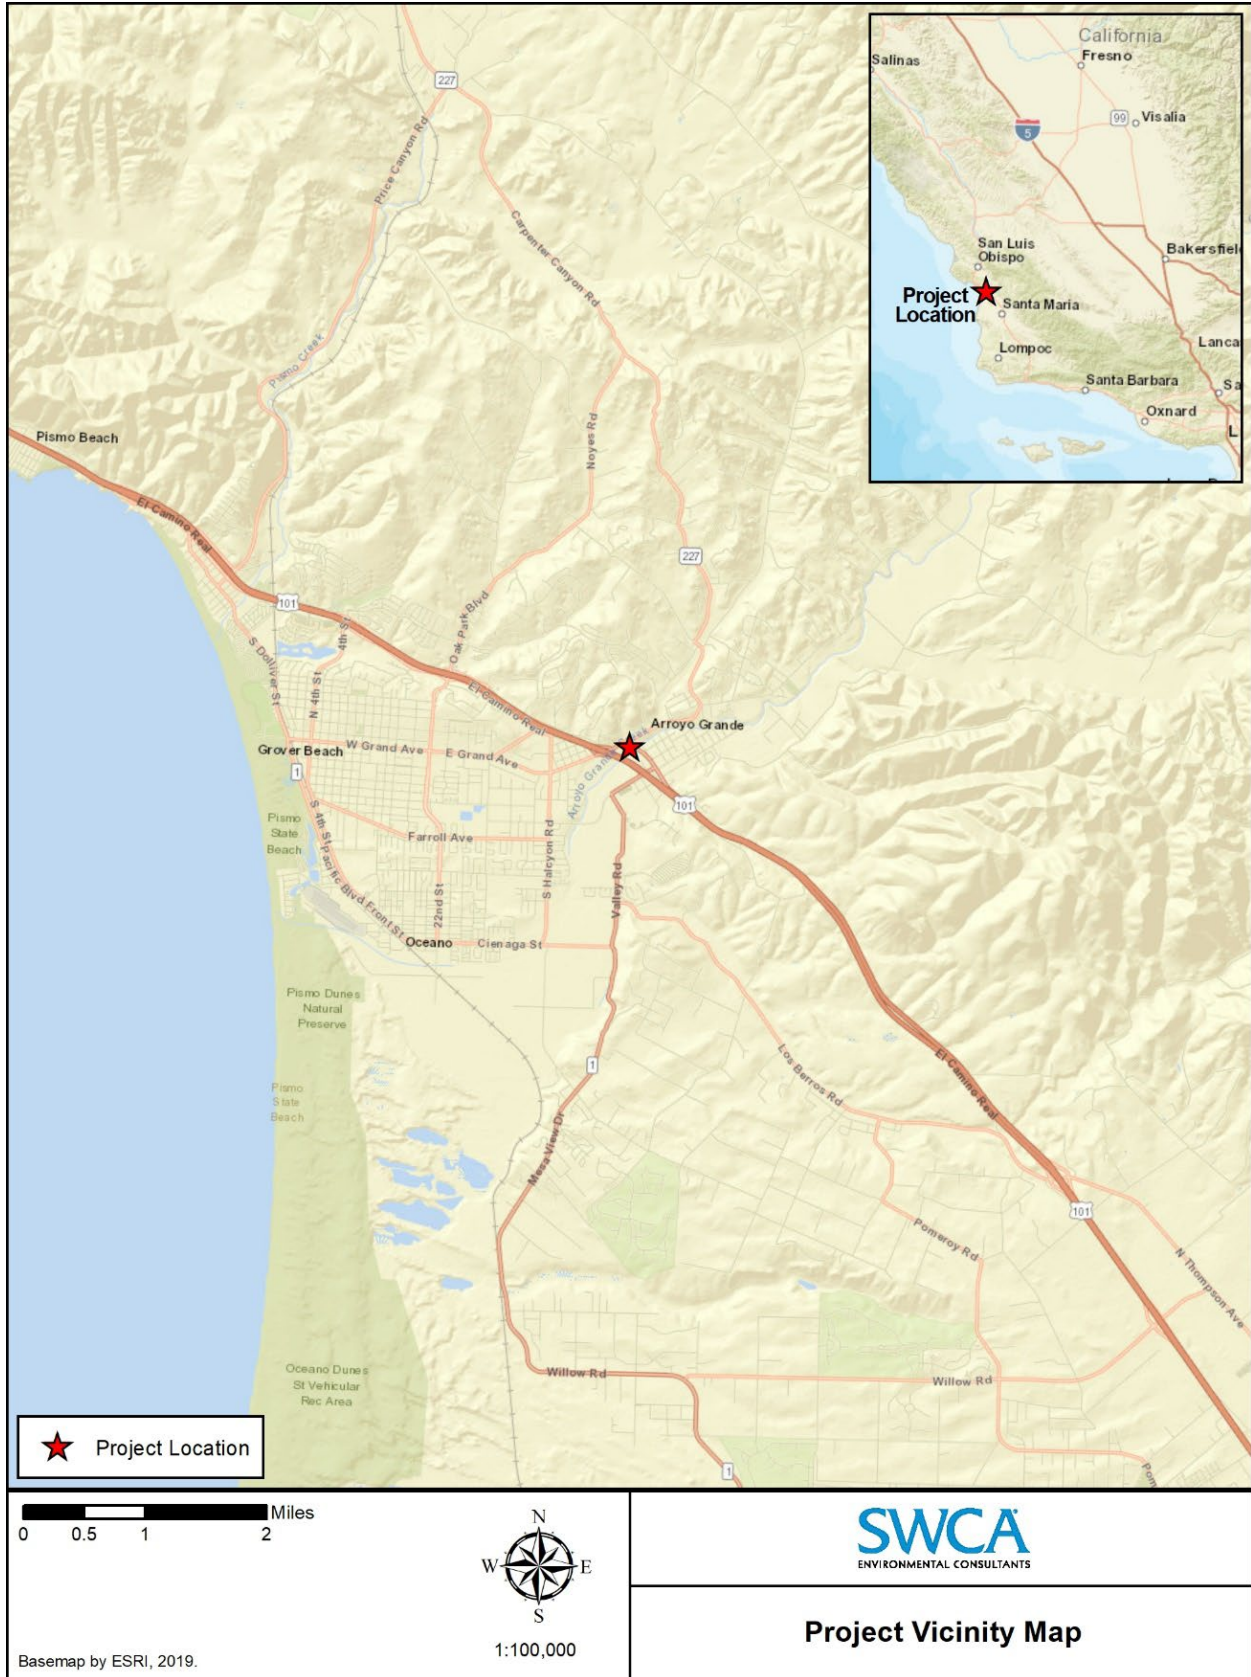 California
Salinas
Fresno
99
Visalia
5
San Luis
Obispo
Bakersfiel
Project
Location
Santa Maria
Lompoc
Lanca
Santa Barbara
Sa
Oxnard
L
227
Price Canyon Rd
Carpenter Canyon Rd
Pismo Creek
Noyes Rd
Pismo Beach
El Camino Real
227
101
Oak Park Blvd
4th St
S Dolliver St
N 4th St
El Camino Real
Arroyo Grande
Grover Beach
W Grand Ave
E Grand Ave
Arroyo Grande Creek
1
101
S 4th St
Pismo
State
Beach
Farroll Ave
S Halcyon Rd
Valley Rd
Pacific Blvd
Front St
22nd St
Oceano
Cienaga St
Pismo Dunes
Natural
Preserve
1
Los Berros Rd
El Camino Real
Pismo
State
Beach
Mesa View Dr
101
Pomeroy Rd
N Thompson Ave
Oceano Dunes
St Vehicular
Rec Area
Willow Rd
Willow Rd
Pom
1
Project Location
Miles
0 0.5 1 2
N
W E
S
1:100,000
Basemap by ESRI, 2019.
SWCA
ENVIRONMENTAL CONSULTANTS
Project Vicinity Map